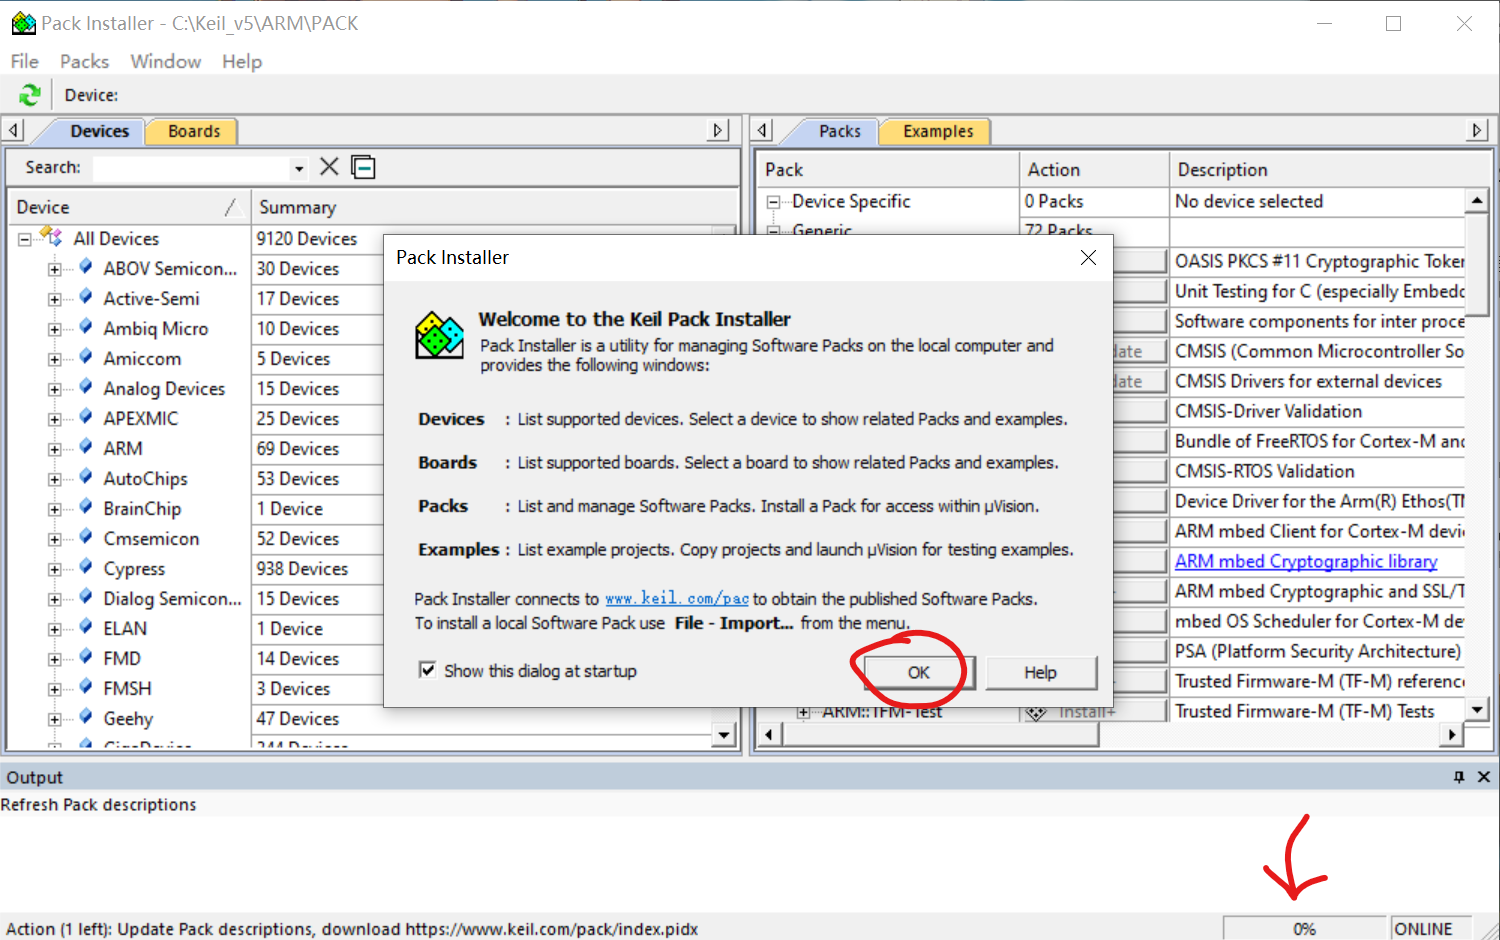 Pack Installer - C:\Keil_v5\ARM\PACK
File Packs Window Help
Device:
Devices Boards
Search:
Device Summary
All Devices 9120 Devices
ABOV Semicon... 30 Devices
Active-Semi 17 Devices
Ambiq Micro 10 Devices
Amiccom 5 Devices
Analog Devices 15 Devices
APEXMIC 25 Devices
ARM 69 Devices
AutoChips 53 Devices
BrainChip 1 Device
Cmsemicon 52 Devices
Cypress 938 Devices
Dialog Semicon... 15 Devices
ELAN 1 Device
FMD 14 Devices
FMSH 3 Devices
Geehy 47 Devices
Packs Examples
Pack Action Description
Device Specific 0 Packs No device selected
Generic 72 Packs
OASIS PKCS #11 Cryptographic Token
Unit Testing for C (especially Embedd
Software components for inter proce
date CMSIS (Common Microcontroller So
date CMSIS Drivers for external devices
CMSIS-Driver Validation
Bundle of FreeRTOS for Cortex-M and
CMSIS-RTOS Validation
Device Driver for the Arm(R) Ethos(TM
ARM mbed Client for Cortex-M devi
ARM mbed Cryptographic library
ARM mbed Cryptographic and SSL/T
mbed OS Scheduler for Cortex-M de
PSA (Platform Security Architecture)
Trusted Firmware-M (TF-M) reference
ARM::TFM-Test Install+ Trusted Firmware-M (TF-M) Tests
Pack Installer
Welcome to the Keil Pack Installer
Pack Installer is a utility for managing Software Packs on the local computer and
provides the following windows:
Devices : List supported devices. Select a device to show related Packs and examples.
Boards : List supported boards. Select a board to show related Packs and examples.
Packs : List and manage Software Packs. Install a Pack for access within µVision.
Examples : List example projects. Copy projects and launch µVision for testing examples.
Pack Installer connects to www.keil.com/pac to obtain the published Software Packs.
To install a local Software Pack use File - Import... from the menu.
Show this dialog at startup
OK Help
Output
Refresh Pack descriptions
Action (1 left): Update Pack descriptions, download https://www.keil.com/pack/index.pidx 0% ONLINE